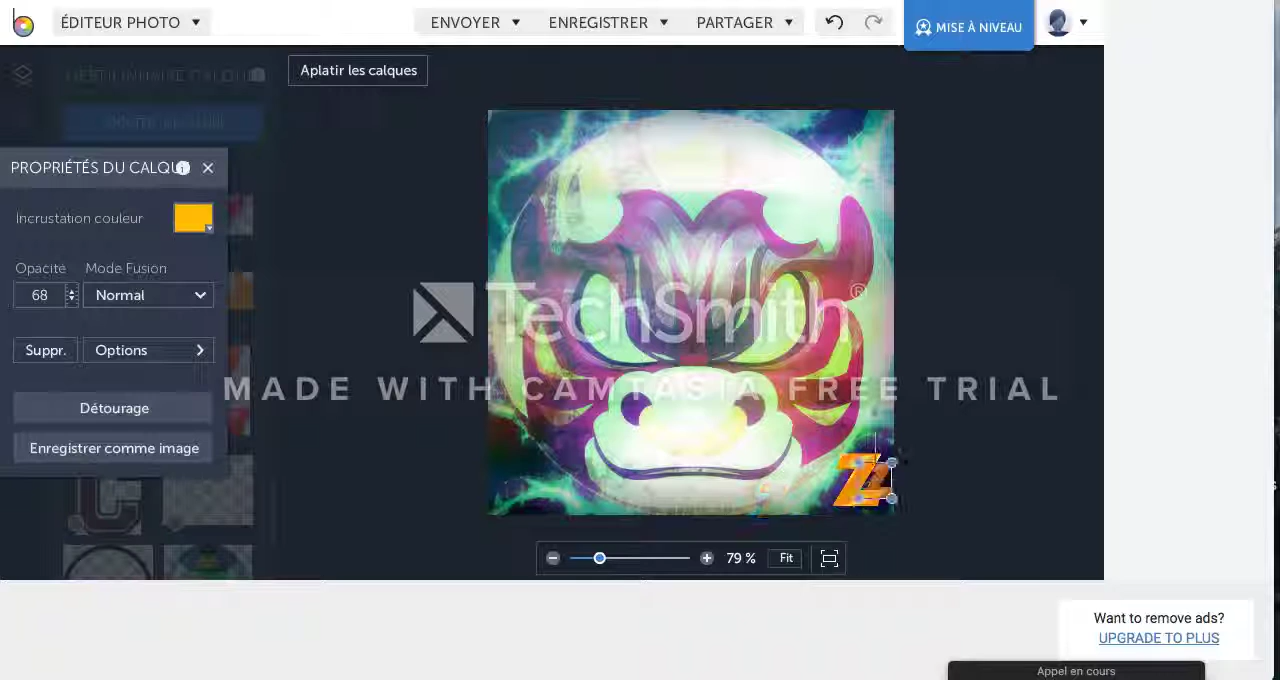 ÉDITEUR PHOTO
ENVOYER
ENREGISTRER
PARTAGER
MISE À NIVEAU
Aplatir les calques
PROPRIÉTÉS DU CALQU
Incrustation couleur
Opacité
Mode Fusion
68
Normal
Suppr.
Options
Détourage
Enregistrer comme image
TechSmith®
MADE WITH CAMTASIA FREE TRIAL
Z
79 %
Fit
Want to remove ads?
UPGRADE TO PLUS
Appel en cours